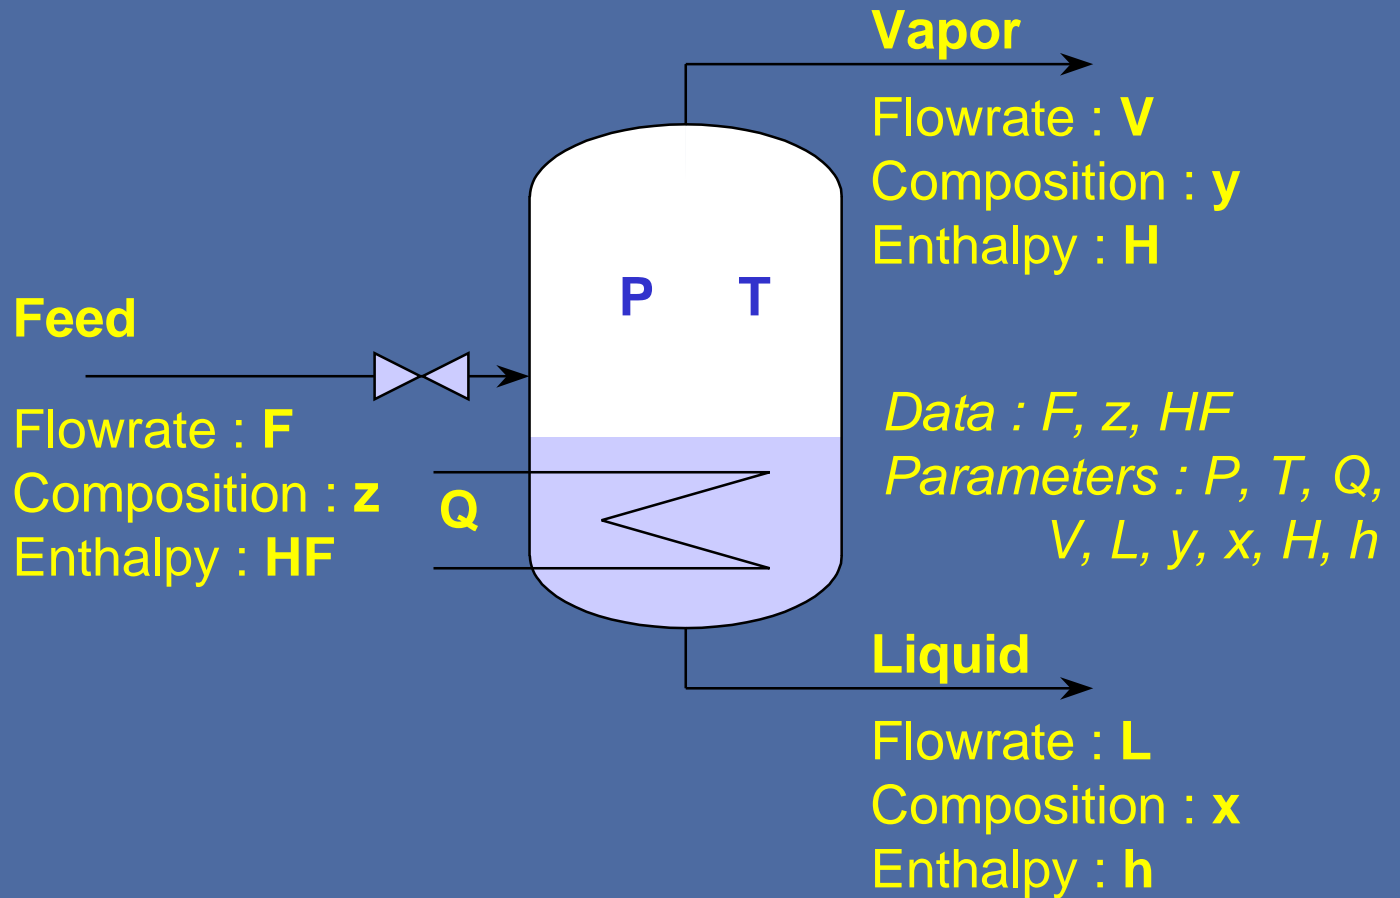 Vapor
Flowrate : V
Composition : y
Enthalpy : H
P T
Feed
Flowrate : F
Composition : z
Enthalpy : HF
Q
Data : F, z, HF
Parameters : P, T, Q,
V, L, y, x, H, h
Liquid
Flowrate : L
Composition : x
Enthalpy : h